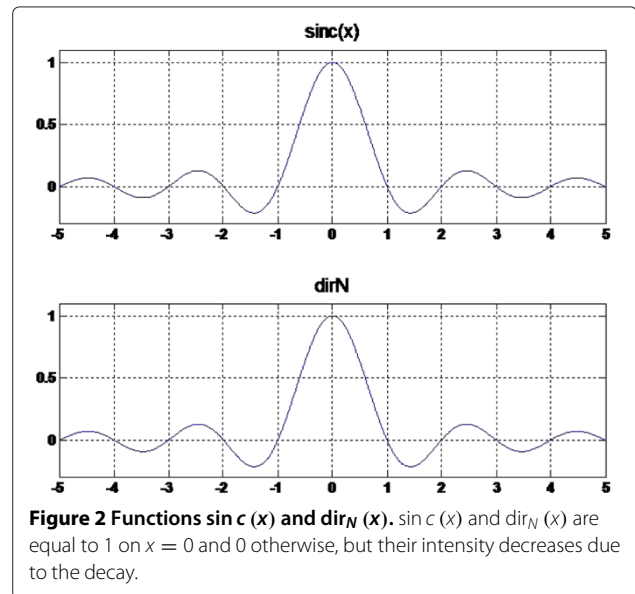 sinc(x)
1
0.5
0
-5 -4 -3 -2 -1 0 1 2 3 4 5
dirN
1
0.5
0
-5 -4 -3 -2 -1 0 1 2 3 4 5
Figure 2 Functions sin c (x) and dir_N (x). sin c (x) and dir_N (x) are
equal to 1 on x = 0 and 0 otherwise, but their intensity decreases due
to the decay.